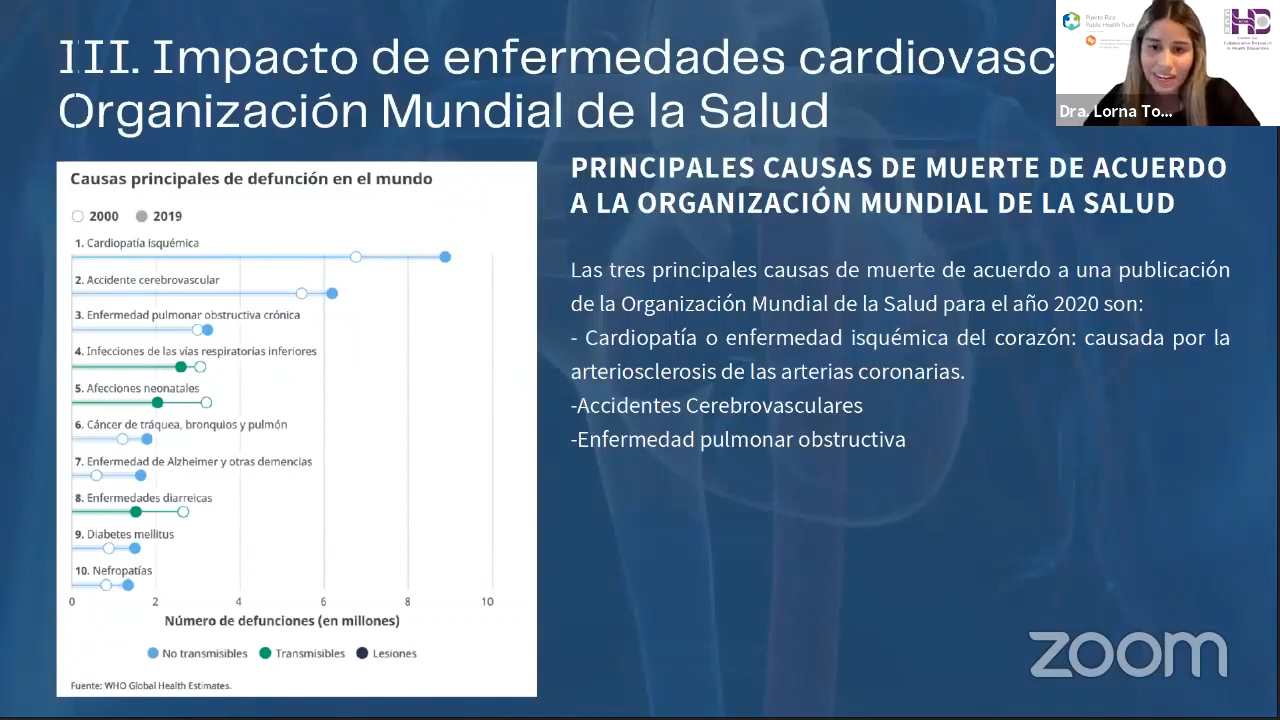 III. Impacto de enfermedades cardiovasc
Organización Mundial de la Salud
Puerto Rico
Public Health Trust
Center for
Collaborative Research
in Health Disparities
Dra. Lorna To...
Causas principales de defunción en el mundo
2000 2019
1. Cardiopatía isquémica
2. Accidente cerebrovascular
3. Enfermedad pulmonar obstructiva crónica
4. Infecciones de las vías respiratorias inferiores
5. Afecciones neonatales
6. Cáncer de tráquea, bronquios y pulmón
7. Enfermedad de Alzheimer y otras demencias
8. Enfermedades diarreicas
9. Diabetes mellitus
10. Nefropatías
0 2 4 6 8 10
Número de defunciones (en millones)
No transmisibles Transmisibles Lesiones
Fuente: WHO Global Health Estimates.
PRINCIPALES CAUSAS DE MUERTE DE ACUERDO
A LA ORGANIZACIÓN MUNDIAL DE LA SALUD
Las tres principales causas de muerte de acuerdo a una publicación
de la Organización Mundial de la Salud para el año 2020 son:
- Cardiopatía o enfermedad isquémica del corazón: causada por la
arteriosclerosis de las arterias coronarias.
-Accidentes Cerebrovasculares
-Enfermedad pulmonar obstructiva
zoom